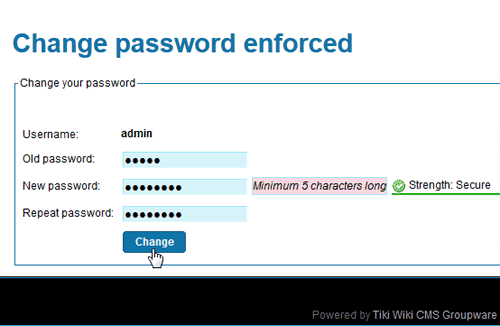 Change password enforced
Change your password
Username: admin
Old password: •••••
New password: •••••••• Minimum 5 characters long Strength: Secure
Repeat password: ••••••••
Change
Powered by Tiki Wiki CMS Groupware